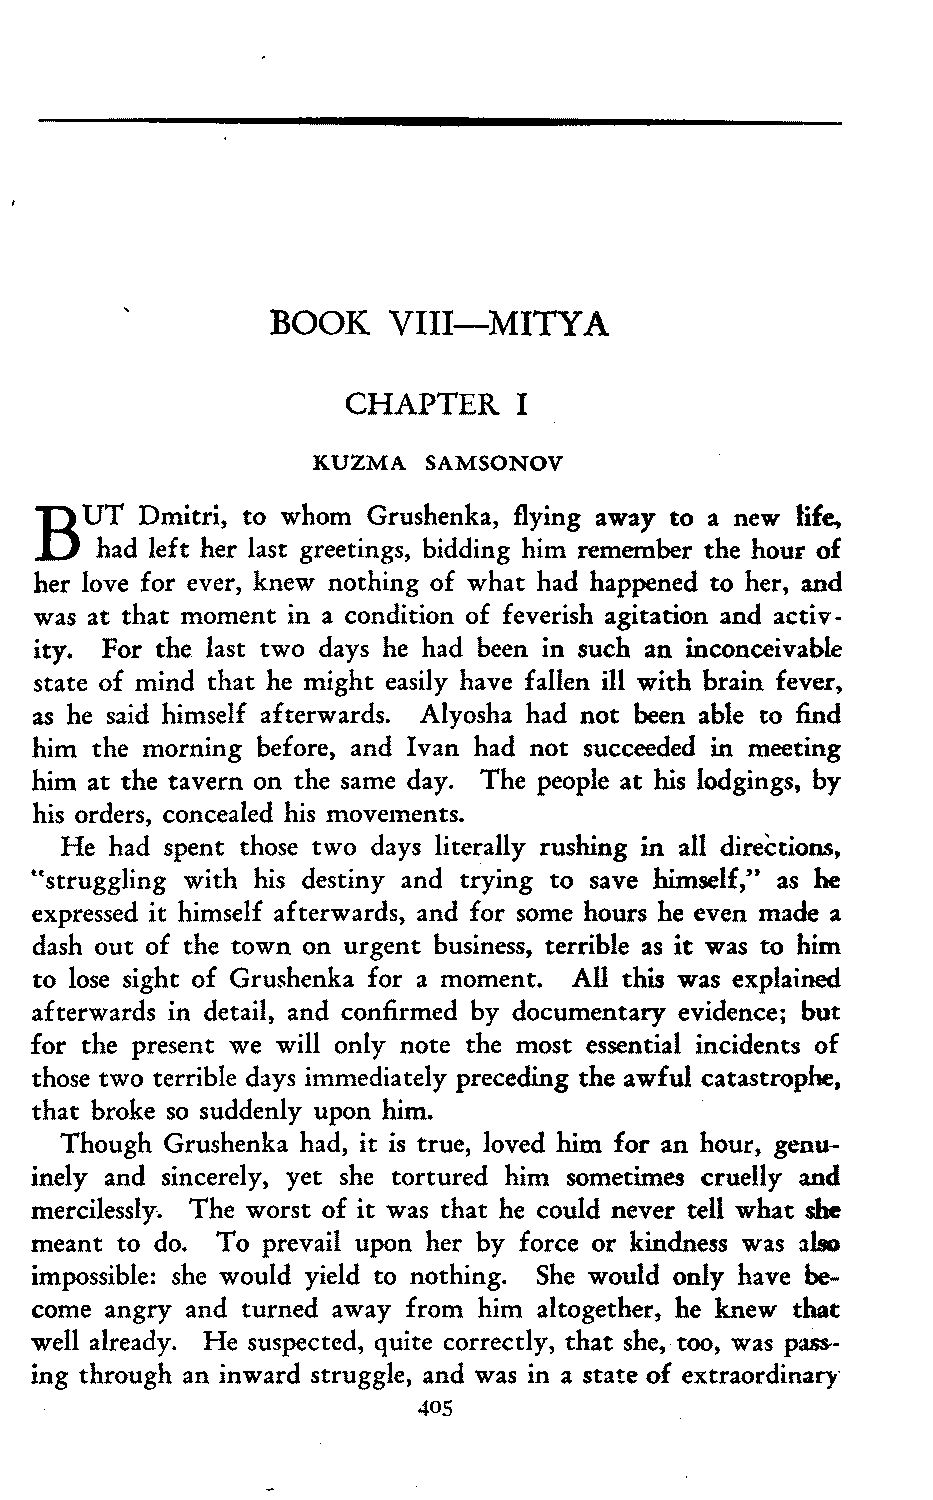 BOOK VIII—MITYA
CHAPTER I
KUZMA SAMSONOV
BUT Dmitri, to whom Grushenka, flying away to a new life,
had left her last greetings, bidding him remember the hour of
her love for ever, knew nothing of what had happened to her, and
was at that moment in a condition of feverish agitation and activ-
ity. For the last two days he had been in such an inconceivable
state of mind that he might easily have fallen ill with brain fever,
as he said himself afterwards. Alyosha had not been able to find
him the morning before, and Ivan had not succeeded in meeting
him at the tavern on the same day. The people at his lodgings, by
his orders, concealed his movements.
He had spent those two days literally rushing in all directions,
"struggling with his destiny and trying to save himself," as he
expressed it himself afterwards, and for some hours he even made a
dash out of the town on urgent business, terrible as it was to him
to lose sight of Grushenka for a moment. All this was explained
afterwards in detail, and confirmed by documentary evidence; but
for the present we will only note the most essential incidents of
those two terrible days immediately preceding the awful catastrophe,
that broke so suddenly upon him.
Though Grushenka had, it is true, loved him for an hour, genu-
inely and sincerely, yet she tortured him sometimes cruelly and
mercilessly. The worst of it was that he could never tell what she
meant to do. To prevail upon her by force or kindness was also
impossible: she would yield to nothing. She would only have be-
come angry and turned away from him altogether, he knew that
well already. He suspected, quite correctly, that she, too, was pass-
ing through an inward struggle, and was in a state of extraordinary
405